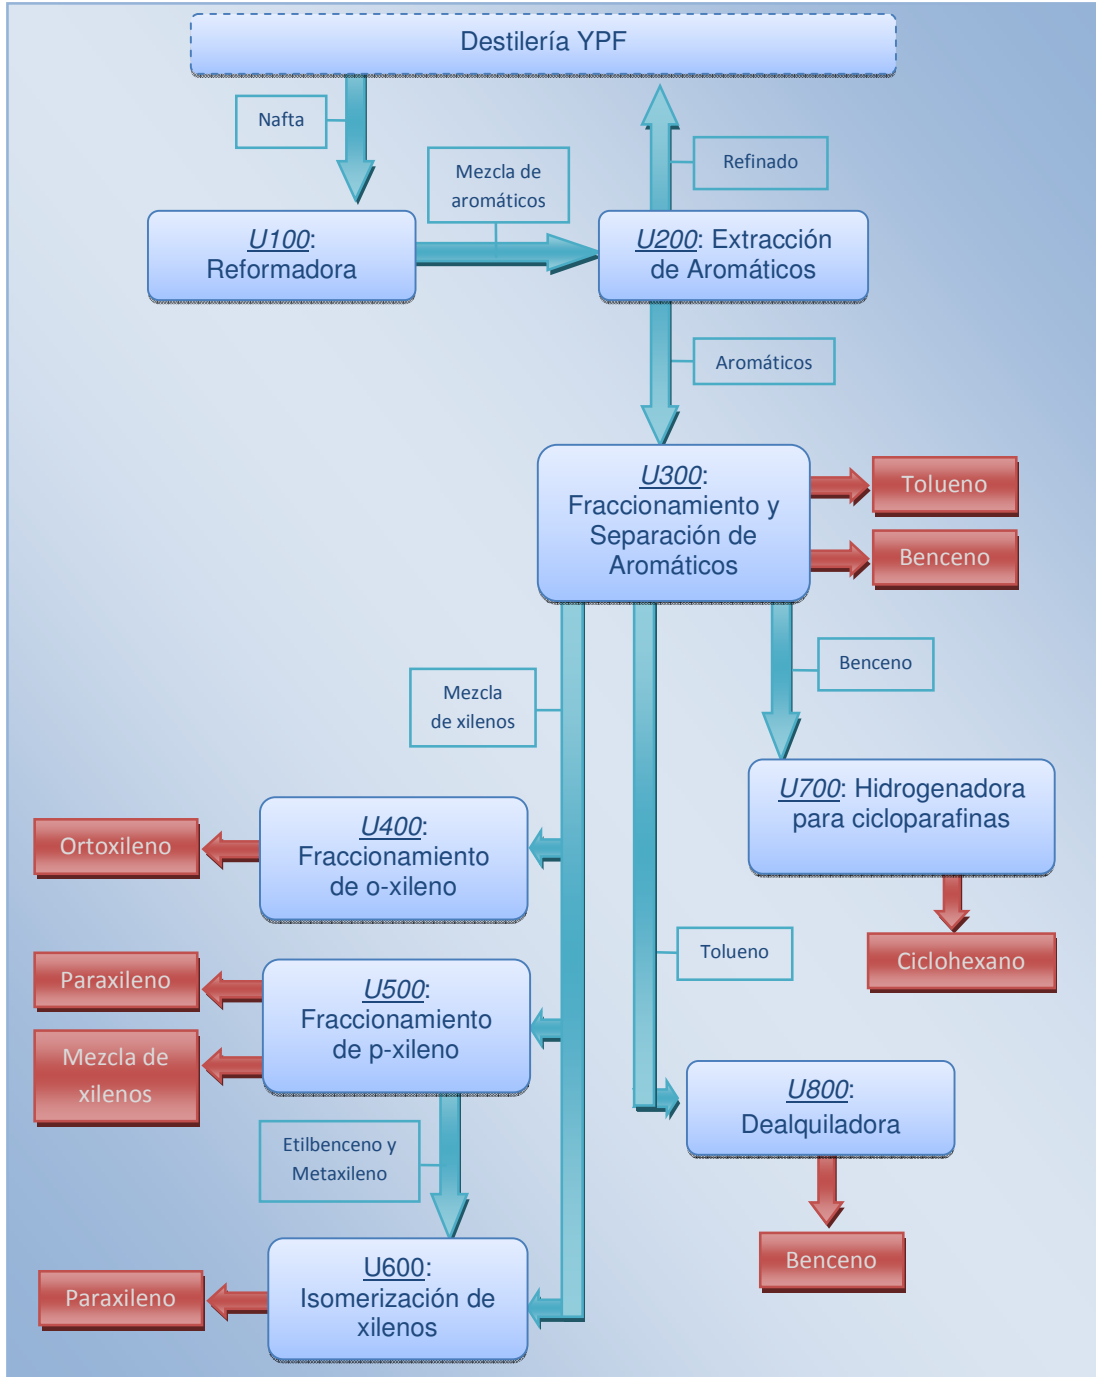 Destilería YPF
Nafta
Refinado
Mezcla de
aromáticos
U100:
Reformadora
U200: Extracción
de Aromáticos
Aromáticos
U300:
Fraccionamiento y
Separación de
Aromáticos
Tolueno
Benceno
Benceno
Mezcla
de xilenos
U700: Hidrogenadora
para cicloparafinas
U400:
Fraccionamiento
de o-xileno
Ortoxileno
Tolueno
Ciclohexano
Paraxileno
U500:
Fraccionamiento
de p-xileno
Mezcla de
xilenos
U800:
Dealquiladora
Etilbenceno y
Metaxileno
Benceno
U600:
Isomerización de
xilenos
Paraxileno